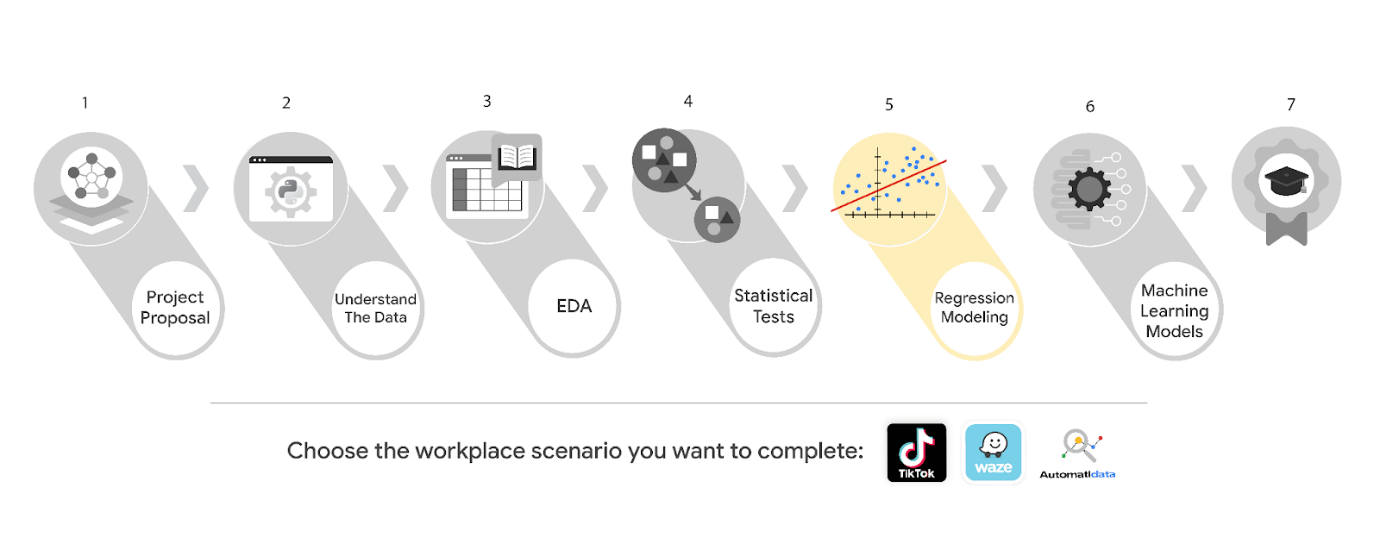 1
2
3
4
5
6
7
Project
Proposal
Understand
The Data
EDA
Statistical
Tests
Regression
Modeling
Machine
Learning
Models
Choose the workplace scenario you want to complete:
TikTok
waze
Automatidata